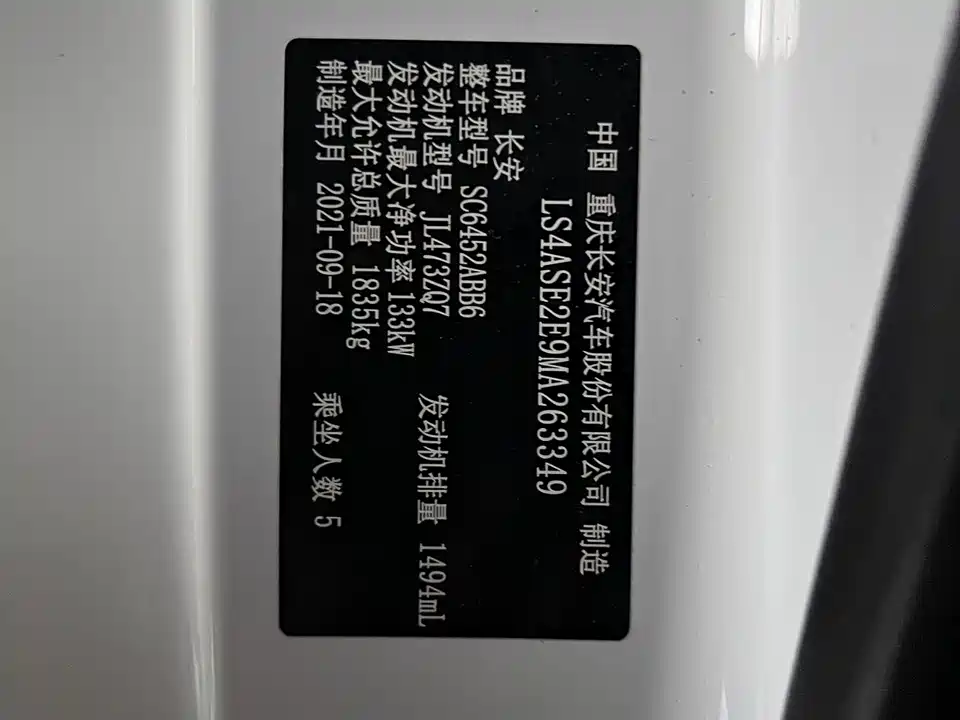 中国 重庆长安汽车股份有限公司 制造
LS4ASE2E9MA263349
品牌 长安
整车型号 SC6452ABB6
发动机型号 JL473ZQ7 发动机排量 1494mL
发动机最大净功率 133kW
最大允许总质量 1835kg
制造年月 2021-09-18 乘坐人数 5